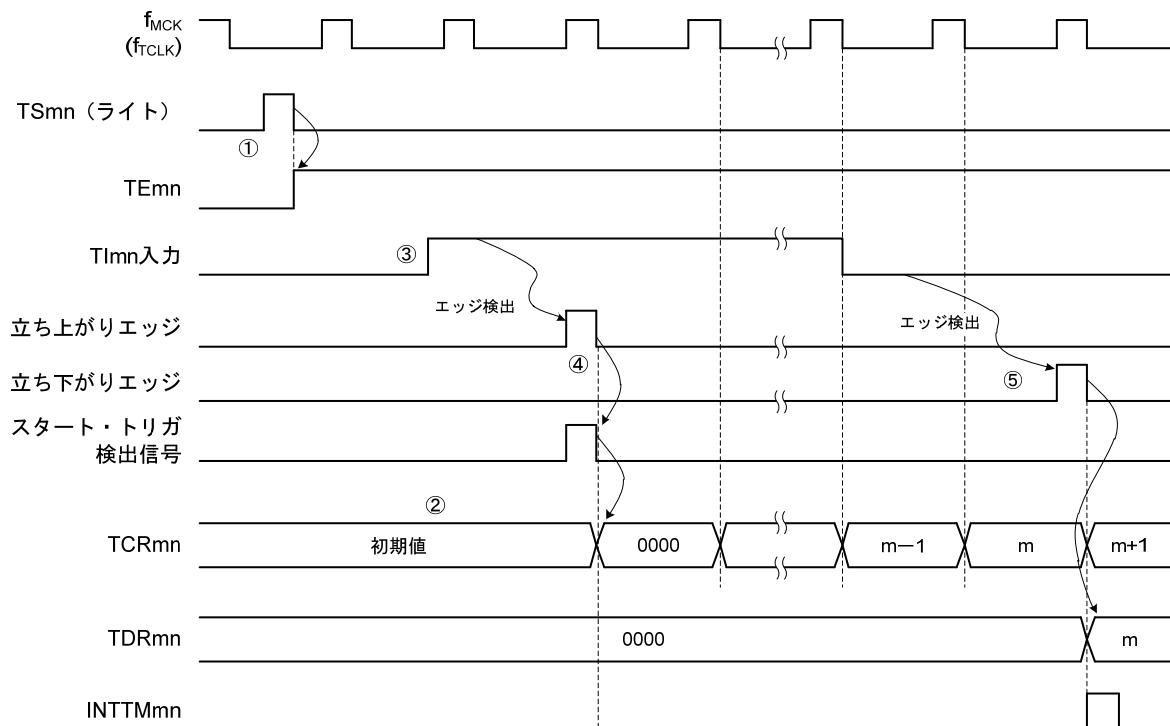 fMCK
(fTCLK)
TSmn（ライト）
①
TEmn
TImn入力
③
エッジ検出
エッジ検出
立ち上がりエッジ
④
立ち下がりエッジ
⑤
スタート・トリガ
検出信号
②
TCRmn
初期値
0000
m－1
m
m+1
TDRmn
0000
m
INTTMmn